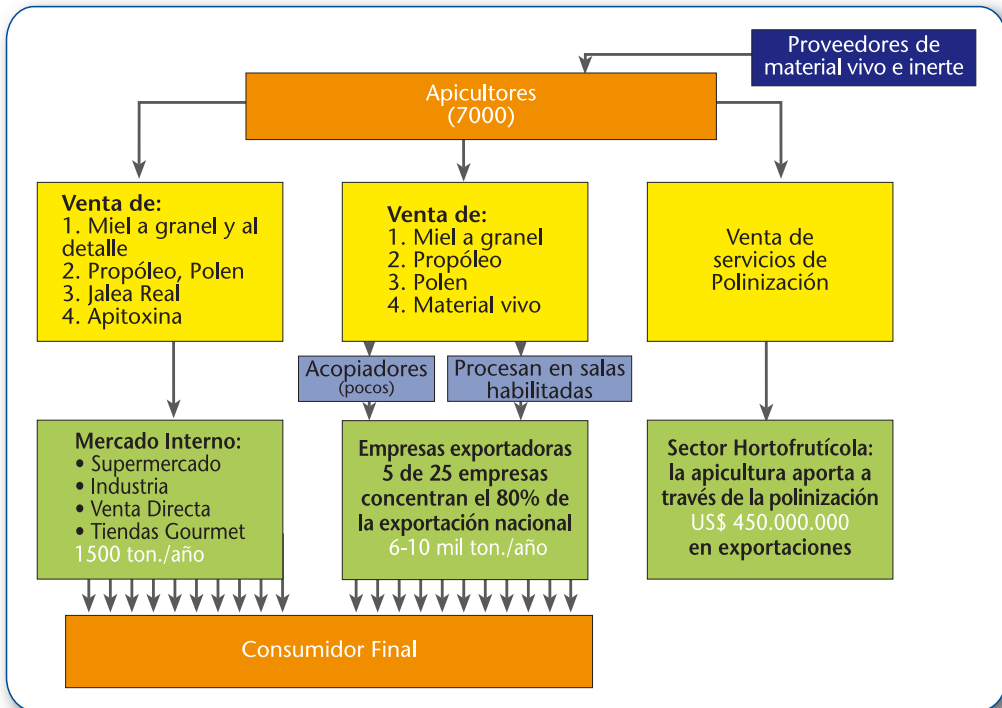 Proveedores de
material vivo e inerte
Apicultores
(7000)
Venta de:
1. Miel a granel y al
detalle
2. Propóleo, Polen
3. Jalea Real
4. Apitoxina
Venta de:
1. Miel a granel
2. Propóleo
3. Polen
4. Material vivo
Venta de
servicios de
Polinización
Acopiadores
(pocos)
Procesan en salas
habilitadas
Mercado Interno:
• Supermercado
• Industria
• Venta Directa
• Tiendas Gourmet
1500 ton./año
Empresas exportadoras
5 de 25 empresas
concentran el 80% de
la exportación nacional
6-10 mil ton./año
Sector Hortofrutícola:
la apicultura aporta a
través de la polinización
US$ 450.000.000
en exportaciones
Consumidor Final